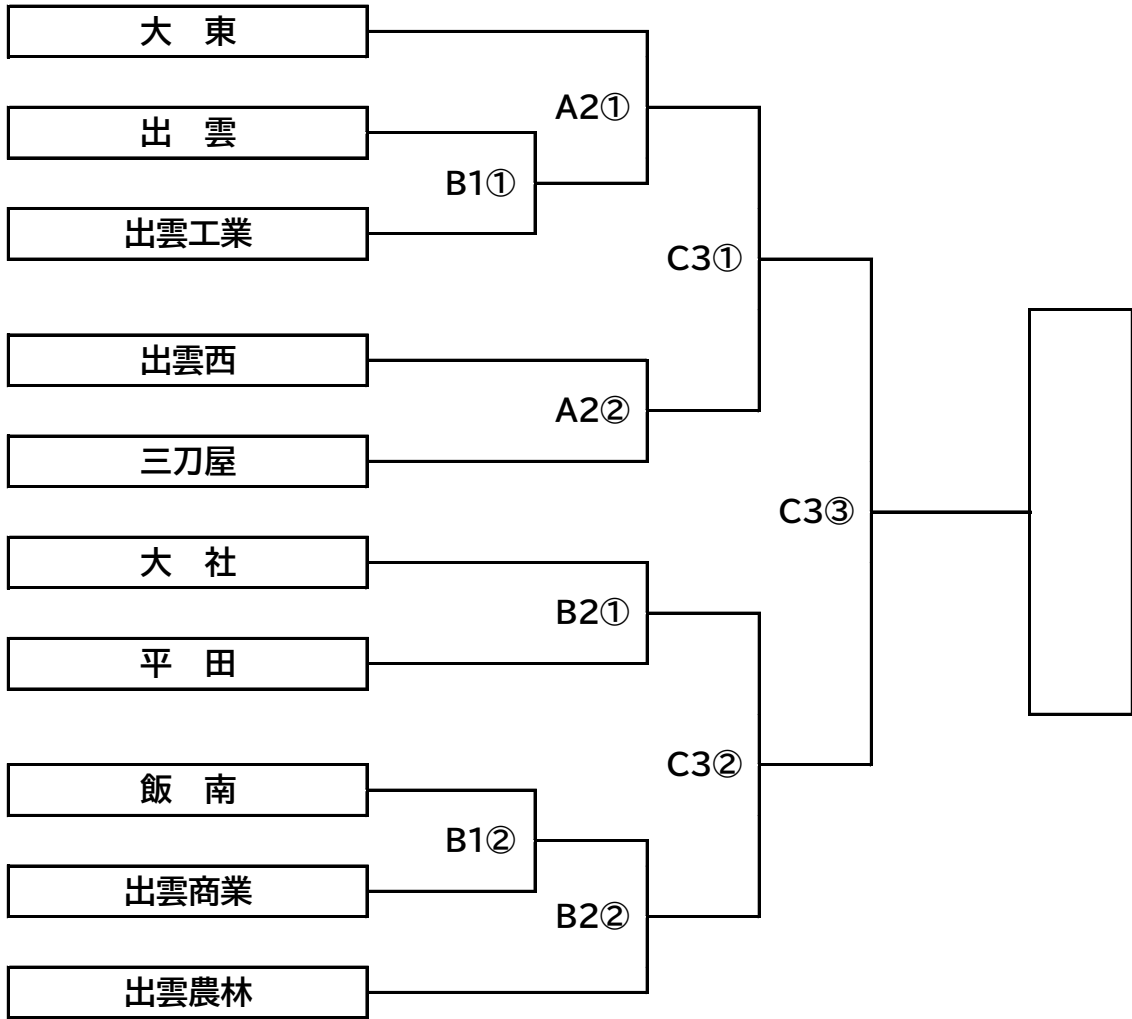 大　東
A2①
出　雲
B1①
出雲工業
C3①
出雲西
A2②
三刀屋
C3③
大　社
B2①
平　田
C3②
飯　南
B1②
出雲商業
B2②
出雲農林